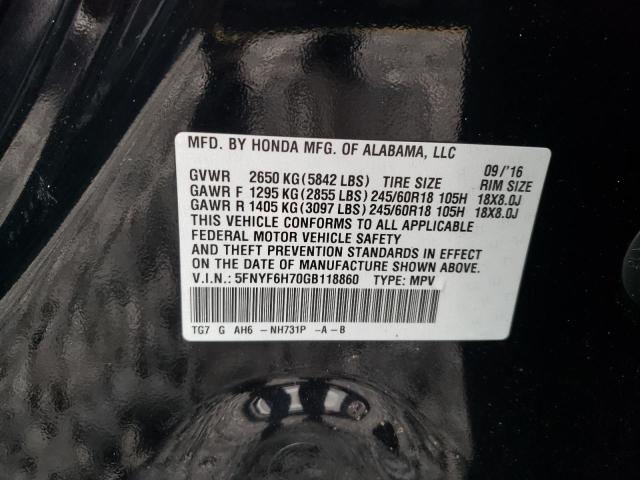 MFD. BY HONDA MFG. OF ALABAMA, LLC
09/'16
GVWR 2650 KG(5842 LBS) TIRE SIZE RIM SIZE
GAWR F 1295 KG(2855 LBS)245/60R18 105H 18X8.0J
GAWR R 1405 KG(3097 LBS)245/60R18 105H 18X8.0J
THIS VEHICLE CONFORMS TO ALL APPLICABLE
FEDERAL MOTOR VEHICLE SAFETY
AND THEFT PREVENTION STANDARDS IN EFFECT
ON THE DATE OF MANUFACTURE SHOWN ABOVE.
V.I.N.: 5FNYF6H70GB118860 TYPE: MPV
TG7 G AH6 -NH731P -A-B